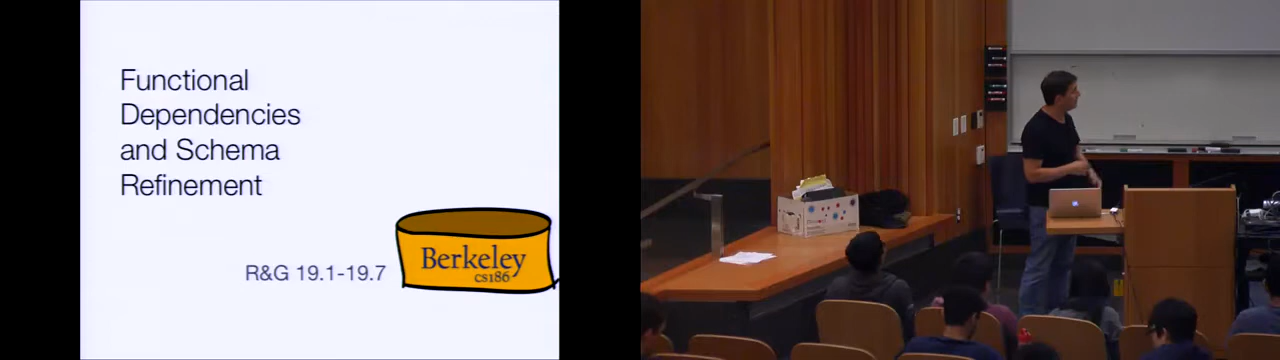 Functional
Dependencies
and Schema
Refinement
R&G 19.1-19.7
Berkeley
cs186